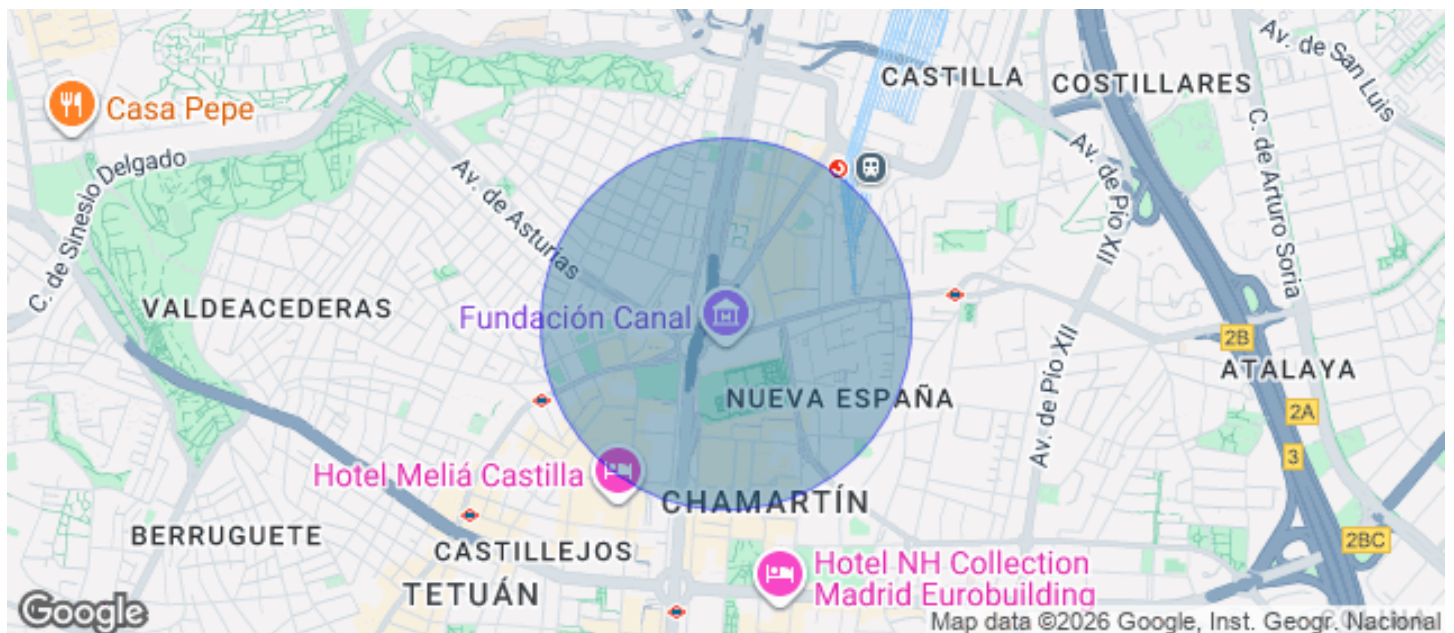 Av. de San Luis
CASTILLA
COSTILLARES
Casa Pepe
C. de Sinesio Delgado
Av. de Asturias
Av. de Pío XII
C. de Arturo Soria
VALDEACEDERAS
Fundación Canal
2B
ATALAYA
NUEVA ESPAÑA
Av. de Pío XII
2A
3
Hotel Meliá Castilla
CHAMARTÍN
BERRUGUETE
CASTILLEJOS
2BC
TETUÁN
Hotel NH Collection
Madrid Eurobuilding
Google
Map data ©2026 Google, Inst. Geogr. Nacional